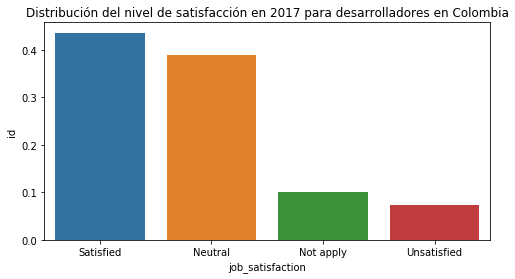 Distribución del nivel de satisfacción en 2017 para desarrolladores en Colombia
0.4
0.3
0.2
0.1
0.0
id
Satisfied Neutral Not apply Unsatisfied
job_satisfaction